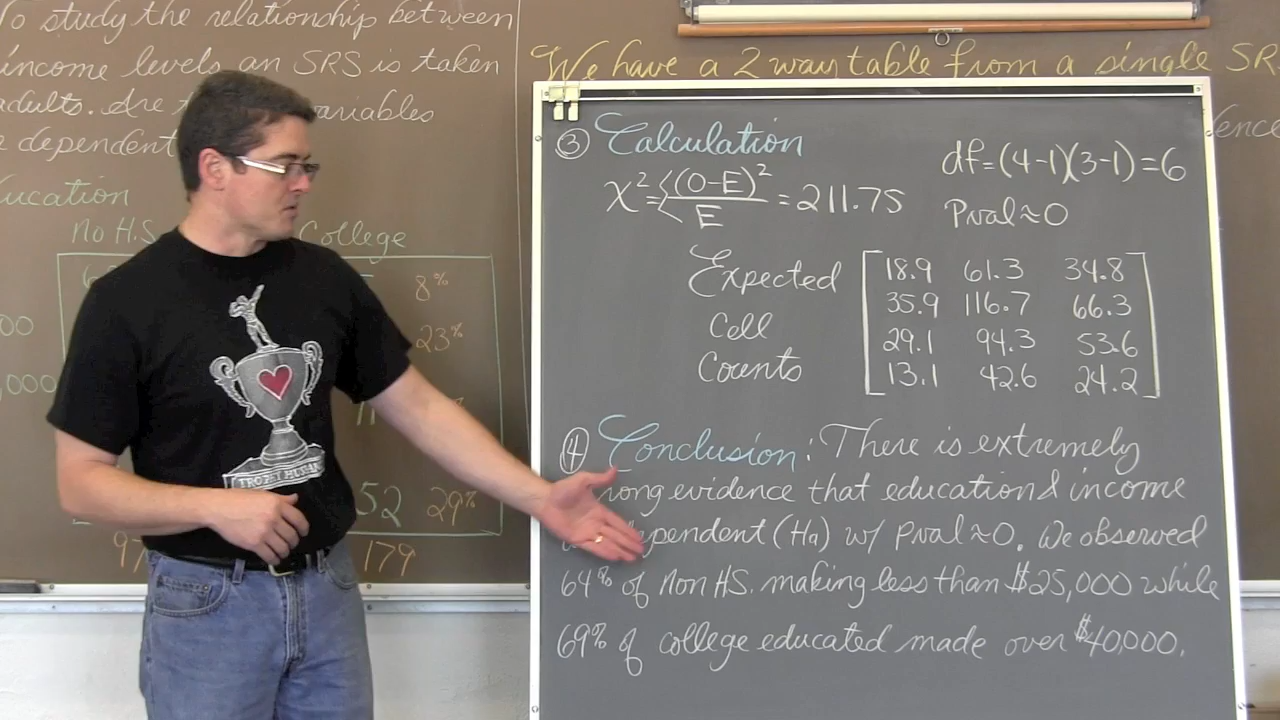 To study the relationship between
income levels an SRS is taken
adults. Are variables
dependent
No H.S.
College
8%
23%
52 29%
179
We have a 2 way table from a single SR
③ Calculation
χ² = Σ (O-E)² / E = 211.75
df=(4-1)(3-1)=6
Pval≈0
Expected
Cell
Counts
18.9 61.3 34.8
35.9 116.7 66.3
29.1 94.3 53.6
13.1 42.6 24.2
④ Conclusion: There is extremely
rong evidence that education & income
pendent (Ha) w/ pval≈0. We observed
64% of non HS. making less than $25,000 while
69% of college educated made over $40,000.